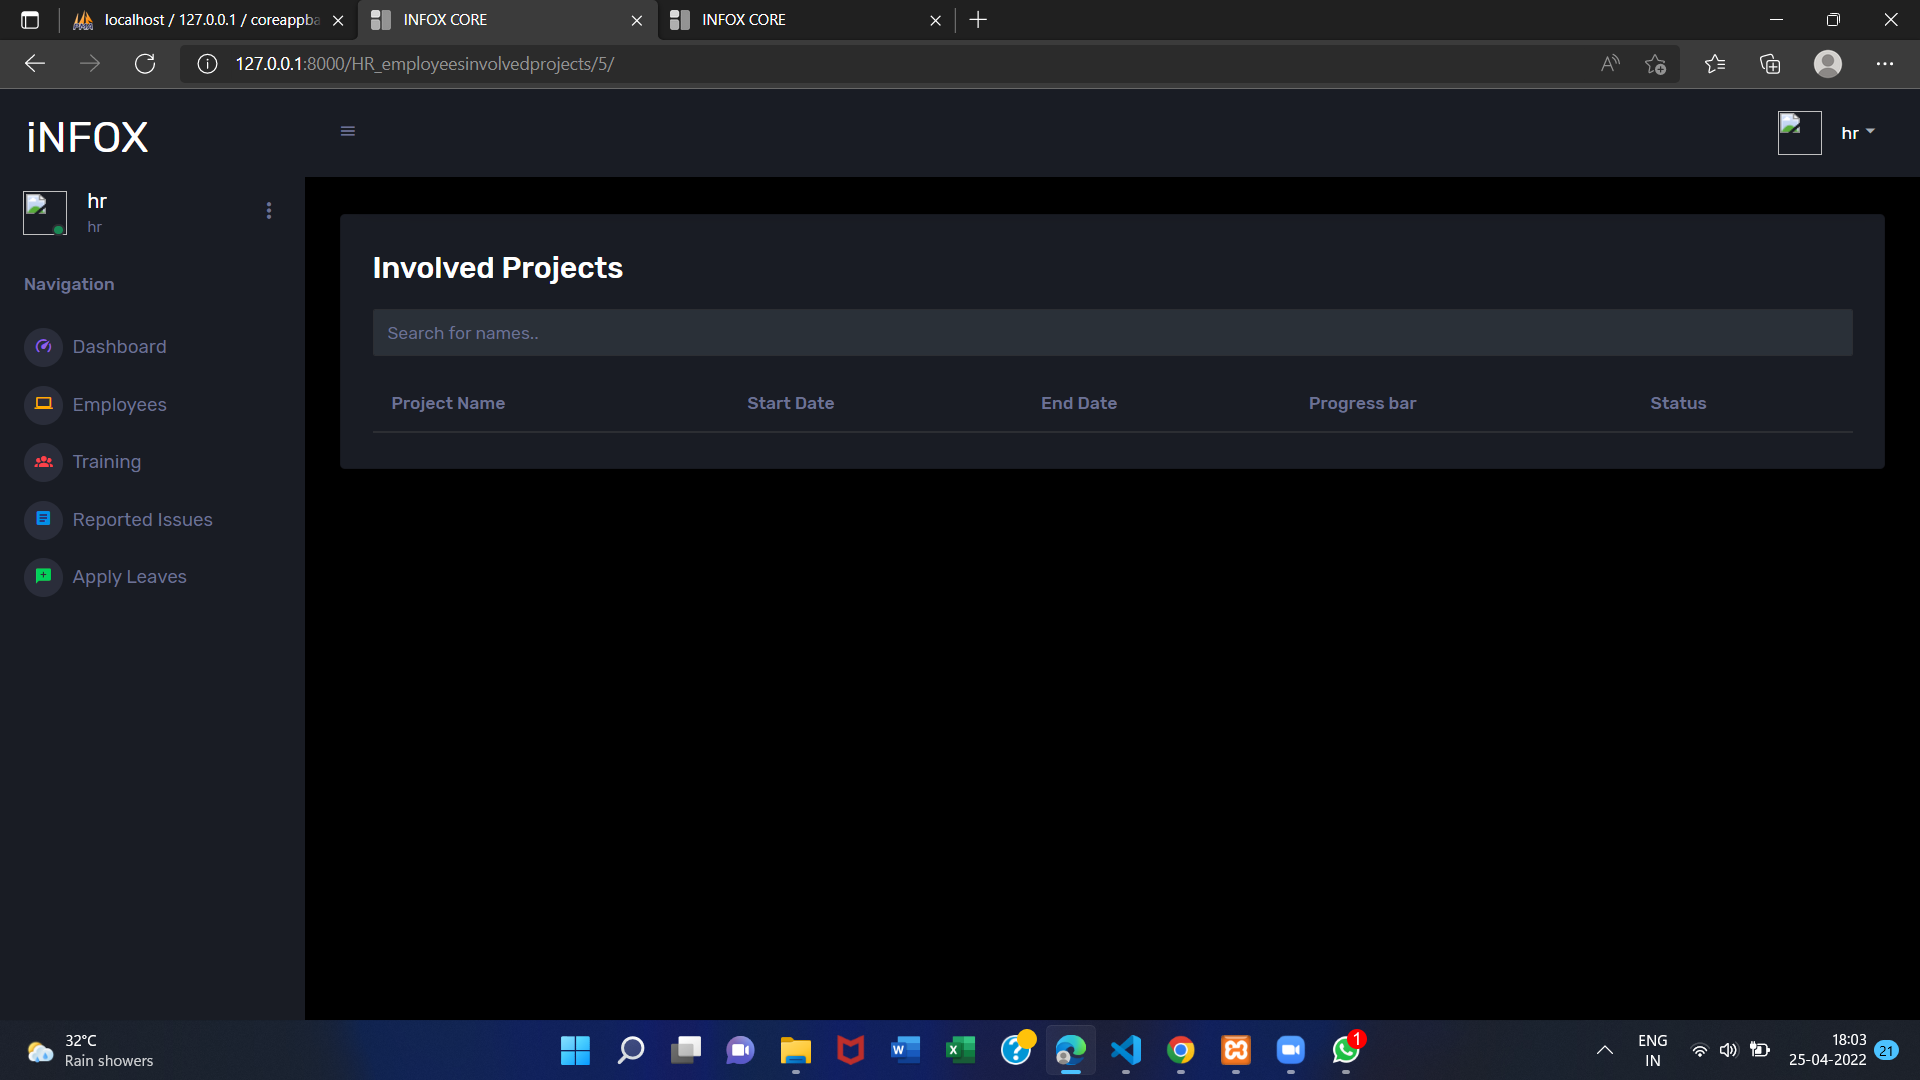 localhost / 127.0.0.1 / coreappba
INFOX CORE
INFOX CORE
127.0.0.1:8000/HR_employeesinvolvedprojects/5/
iNFOX
hr
hr
hr
Navigation
Dashboard
Employees
Training
Reported Issues
Apply Leaves
Involved Projects
Search for names..
Project Name Start Date End Date Progress bar Status
32°C
Rain showers
1
ENG
IN
18:03
25-04-2022
21